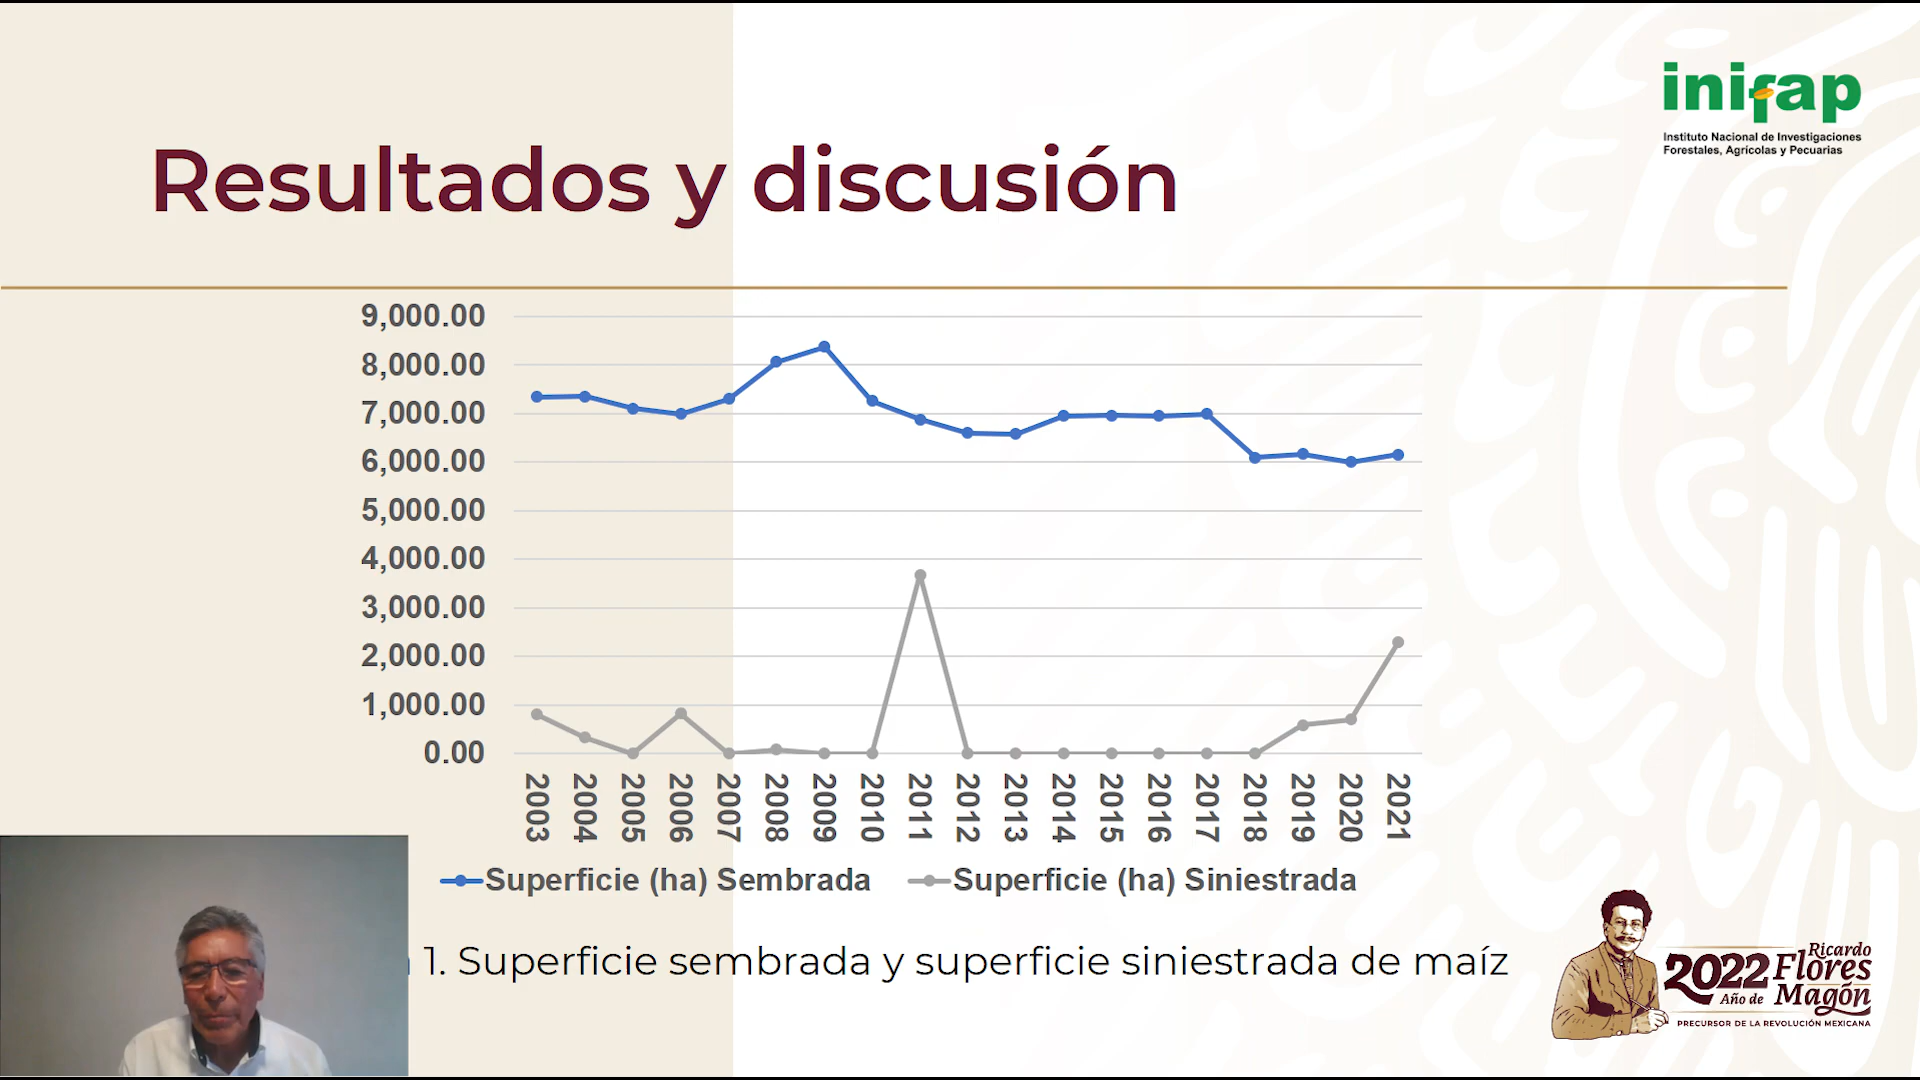 inifap
Instituto Nacional de Investigaciones
Forestales, Agrícolas y Pecuarias
Resultados y discusión
9,000.00
8,000.00
7,000.00
6,000.00
5,000.00
4,000.00
3,000.00
2,000.00
1,000.00
0.00
2003 2004 2005 2006 2007 2008 2009 2010 2011 2012 2013 2014 2015 2016 2017 2018 2019 2020 2021
Superficie (ha) Sembrada Superficie (ha) Siniestrada
1. Superficie sembrada y superficie siniestrada de maíz
2022 Ricardo
Año de Flores
Magón
PRECURSOR DE LA REVOLUCIÓN MEXICANA